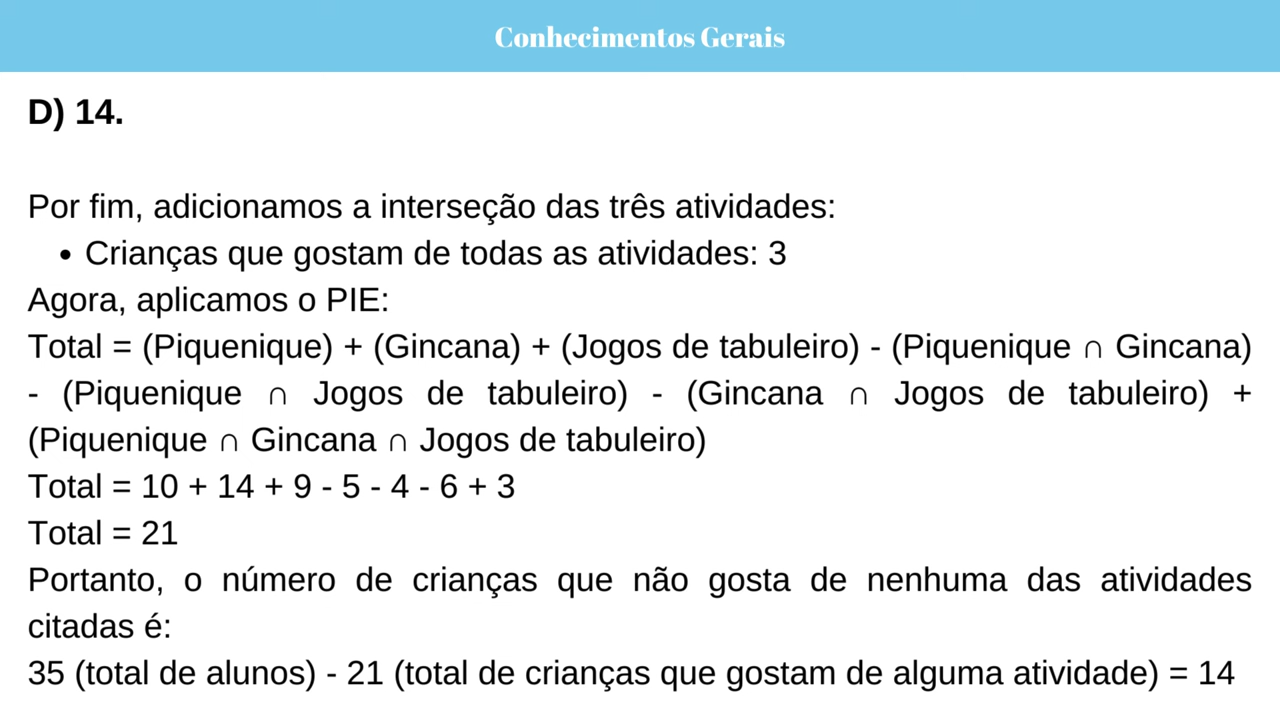 Conhecimentos Gerais
D) 14.
Por fim, adicionamos a interseção das três atividades:
• Crianças que gostam de todas as atividades: 3
Agora, aplicamos o PIE:
Total = (Piquenique) + (Gincana) + (Jogos de tabuleiro) - (Piquenique ∩ Gincana)
- (Piquenique ∩ Jogos de tabuleiro) - (Gincana ∩ Jogos de tabuleiro) +
(Piquenique ∩ Gincana ∩ Jogos de tabuleiro)
Total = 10 + 14 + 9 - 5 - 4 - 6 + 3
Total = 21
Portanto, o número de crianças que não gosta de nenhuma das atividades
citadas é:
35 (total de alunos) - 21 (total de crianças que gostam de alguma atividade) = 14